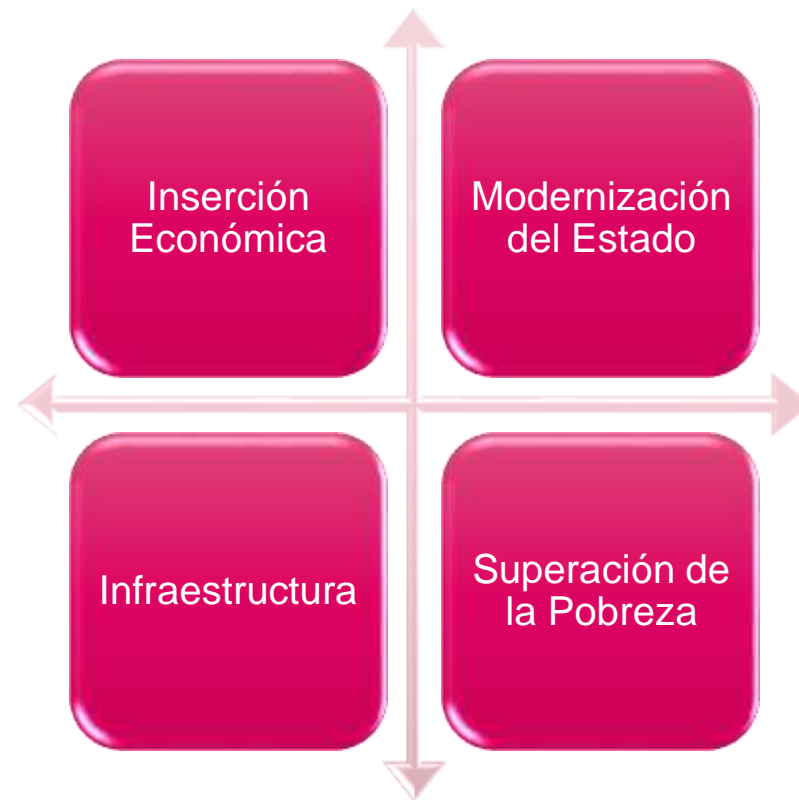 Inserción
Económica
Modernización
del Estado
Infraestructura
Superación de
la Pobreza